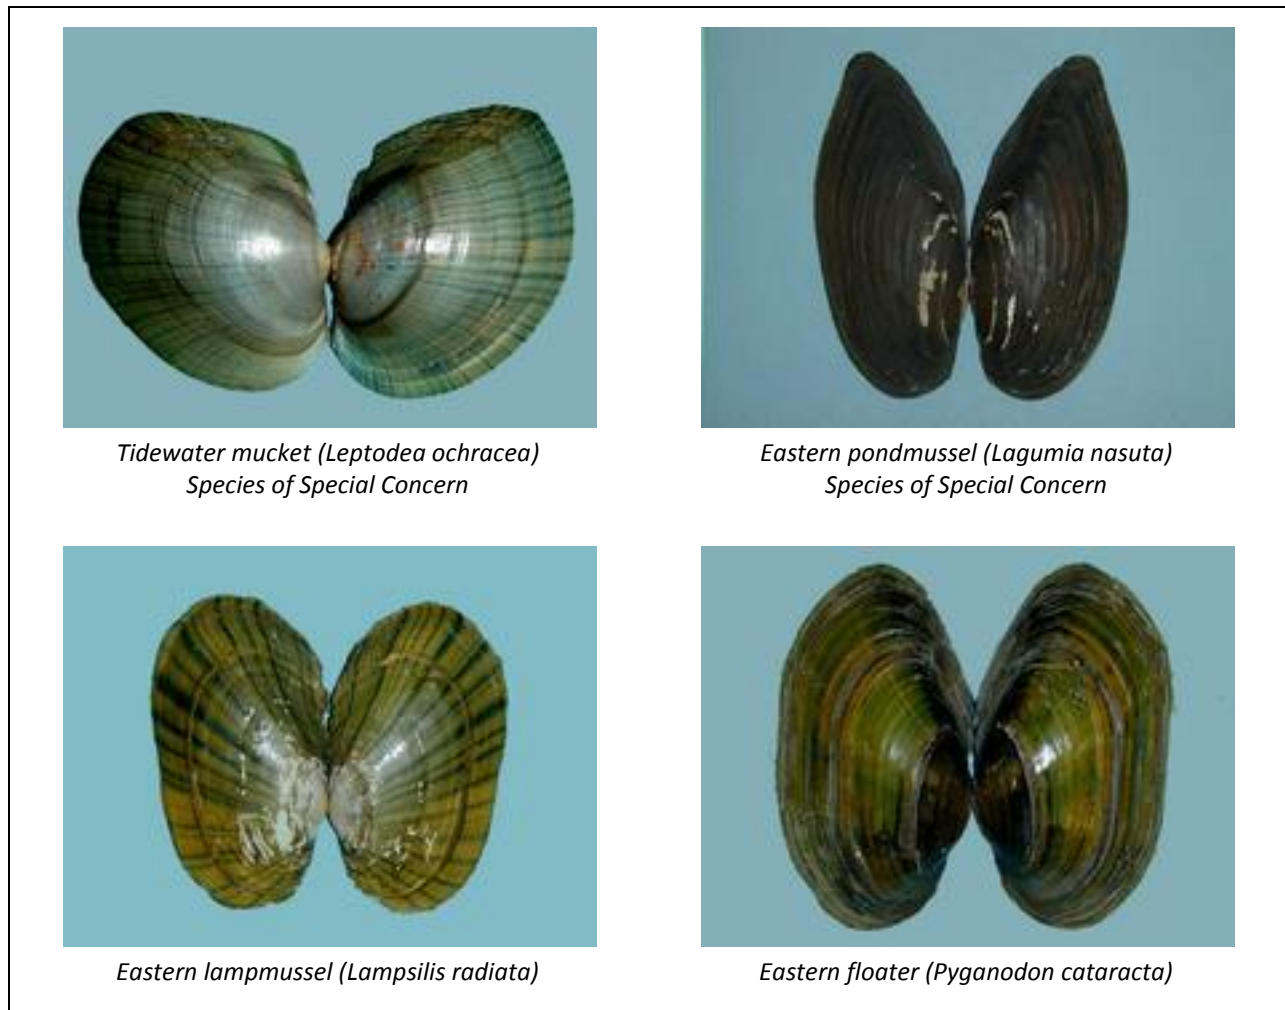 Tidewater mucket (Leptodea ochracea)
Species of Special Concern
Eastern pondmussel (Lagumia nasuta)
Species of Special Concern
Eastern lampmussel (Lampsilis radiata)
Eastern floater (Pyganodon cataracta)